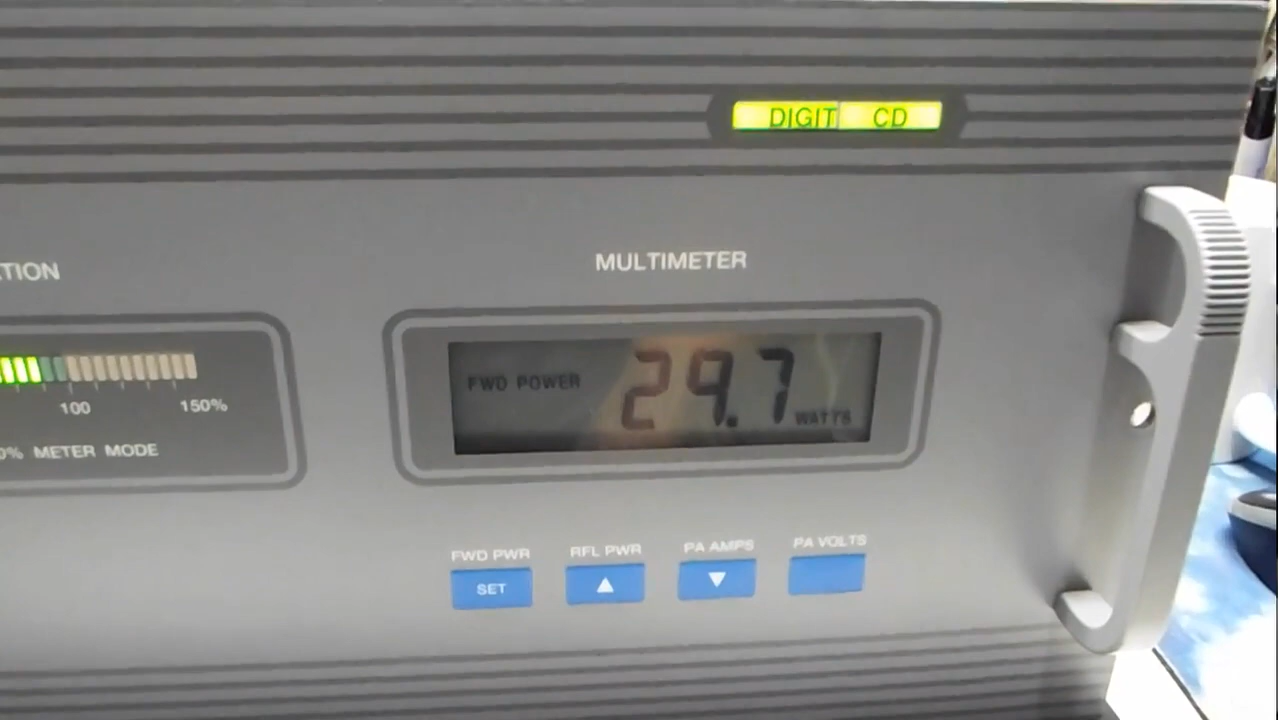 DIGIT CD
TION
MULTIMETER
FWD POWER 29.7 WATTS
100 150%
0% METER MODE
FWD PWR RFL PWR PA AMPS PA VOLTS
SET